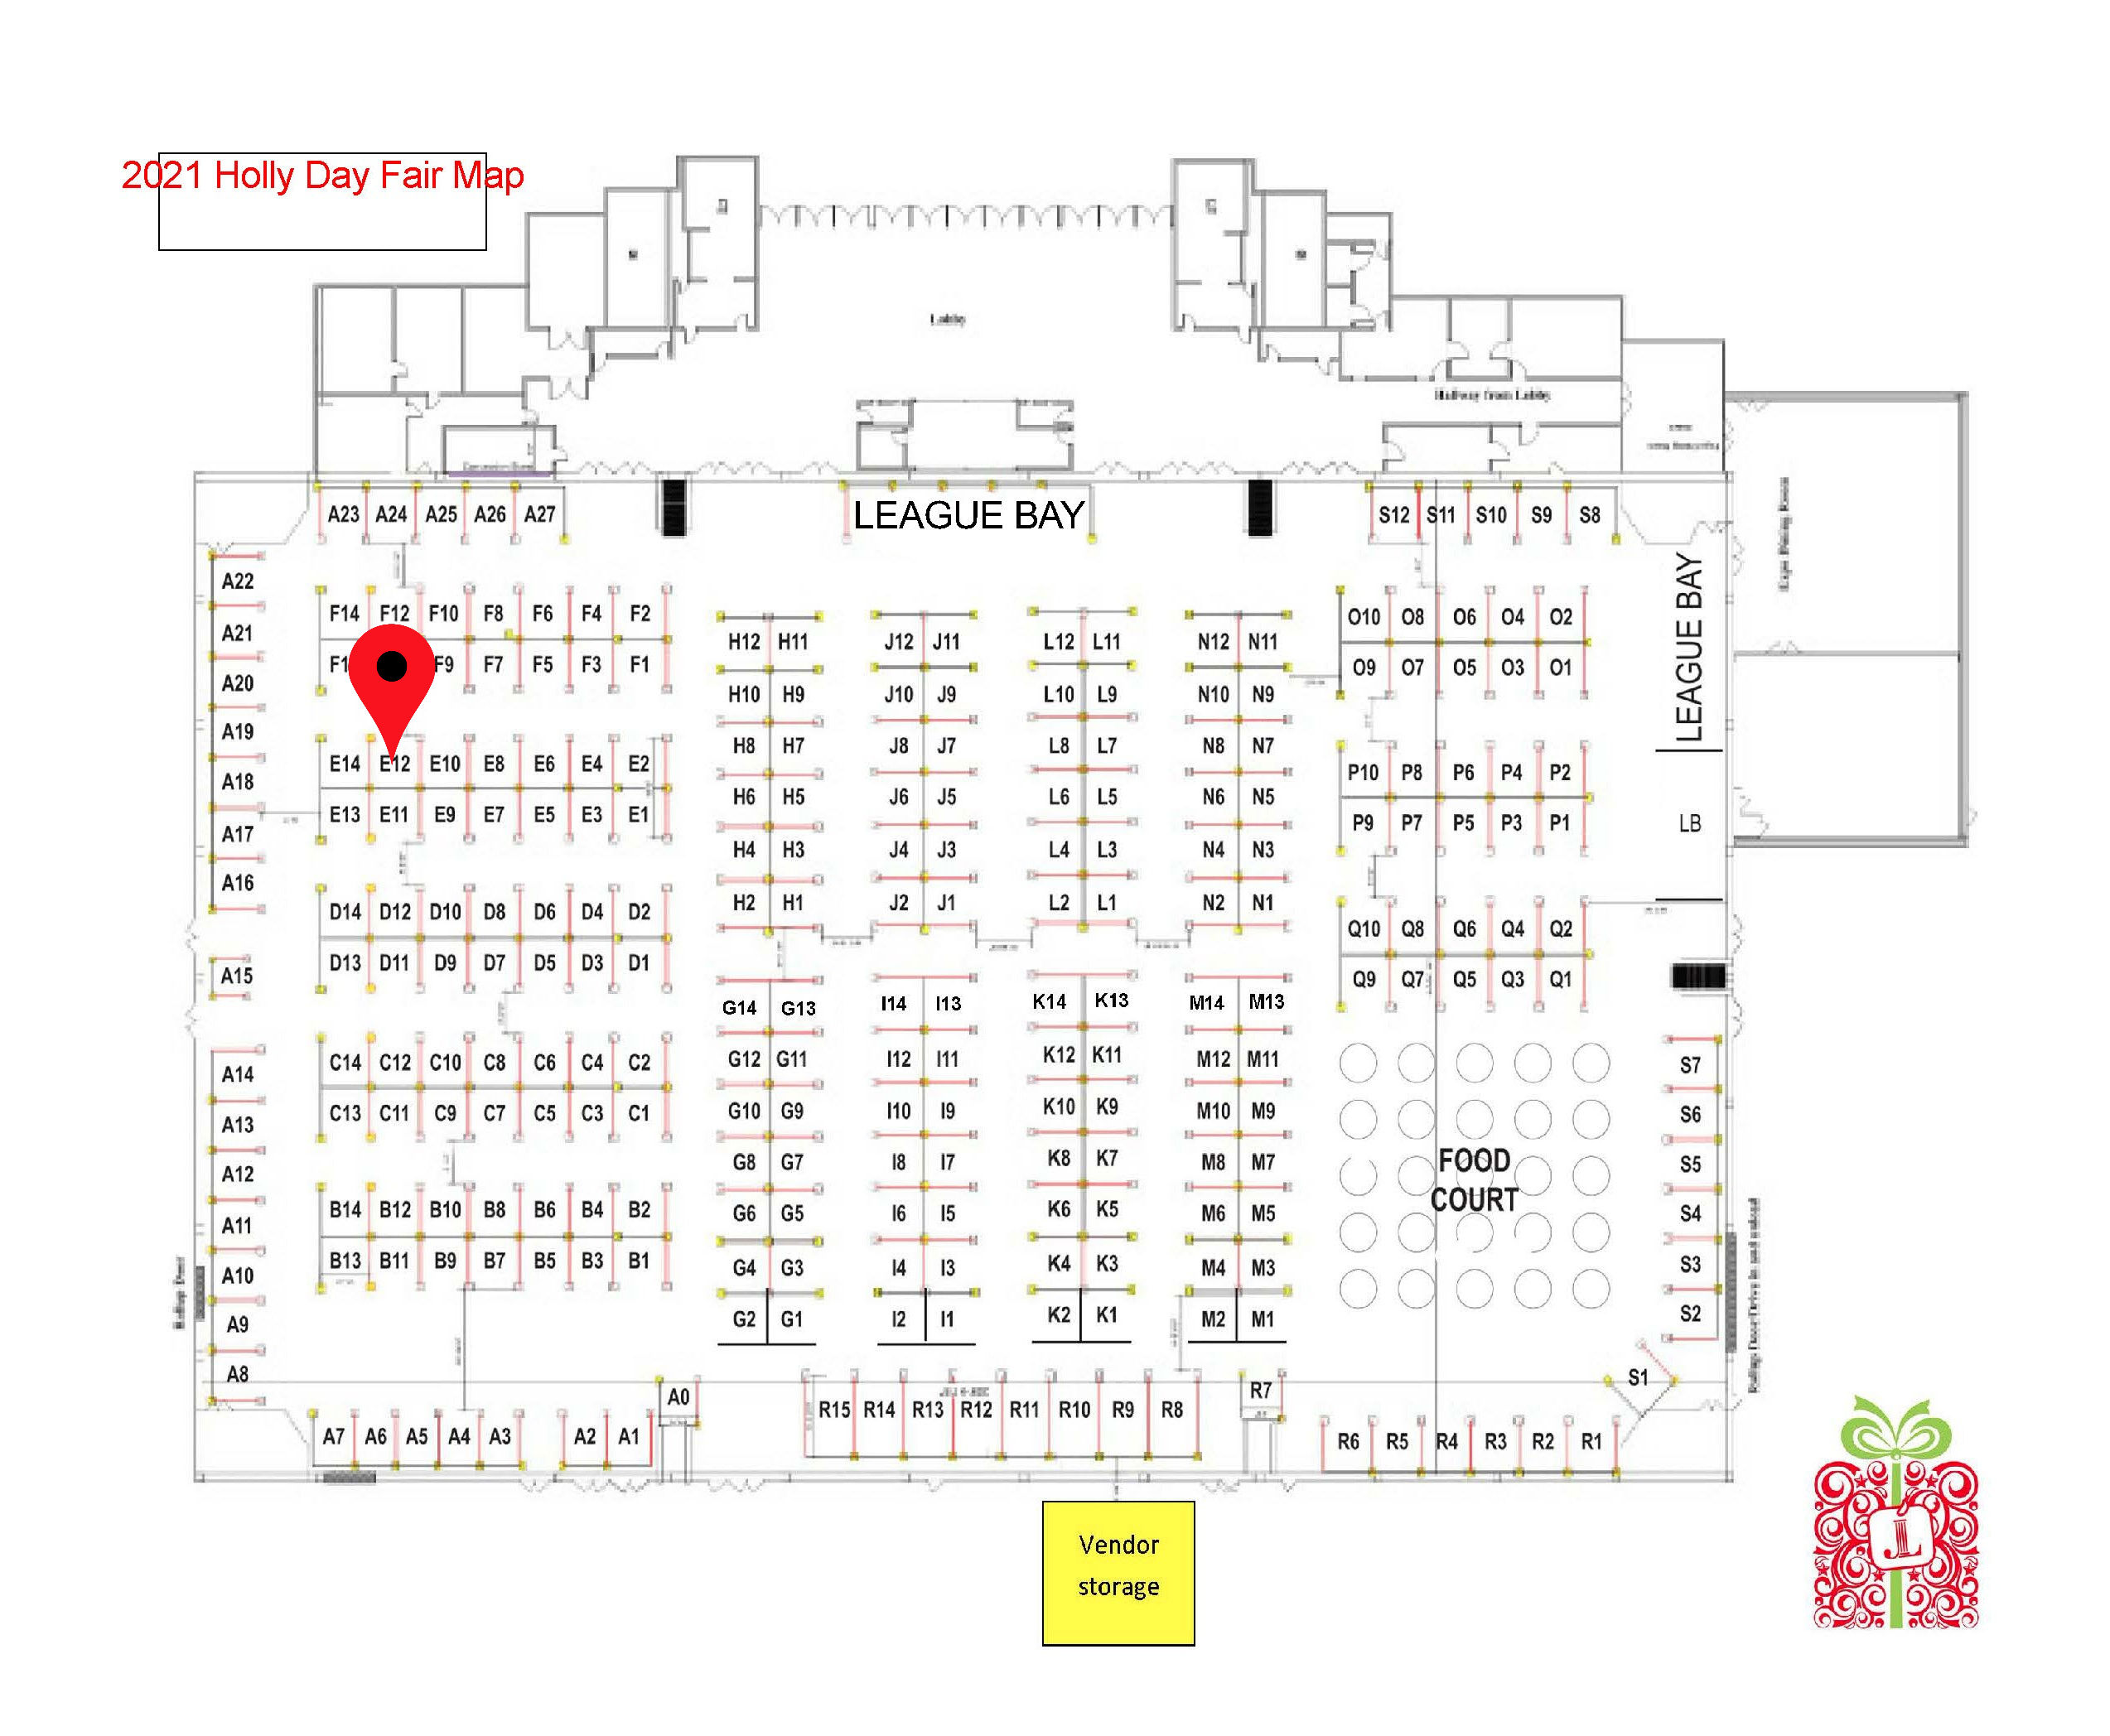 2021 Holly Day Fair Map
Lobby
Hallway from Lobby
LEAGUE BAY
A23 A24 A25 A26 A27
S12 S11 S10 S9 S8
LEAGUE BAY
LB
A22
A21
A20
A19
A18
A17
A16
A15
A14
A13
A12
A11
A10
A9
A8
F14 F12 F10 F8 F6 F4 F2
F9 F7 F5 F3 F1
E14 E12 E10 E8 E6 E4 E2
E13 E11 E9 E7 E5 E3 E1
D14 D12 D10 D8 D6 D4 D2
D13 D11 D9 D7 D5 D3 D1
C14 C12 C10 C8 C6 C4 C2
C13 C11 C9 C7 C5 C3 C1
B14 B12 B10 B8 B6 B4 B2
B13 B11 B9 B7 B5 B3 B1
H12 H11
H10 H9
H8 H7
H6 H5
H4 H3
H2 H1
G14 G13
G12 G11
G10 G9
G8 G7
G6 G5
G4 G3
G2 G1
J12 J11
J10 J9
J8 J7
J6 J5
J4 J3
J2 J1
I14 I13
I12 I11
I10 I9
I8 I7
I6 I5
I4 I3
I2 I1
L12 L11
L10 L9
L8 L7
L6 L5
L4 L3
L2 L1
K14 K13
K12 K11
K10 K9
K8 K7
K6 K5
K4 K3
K2 K1
N12 N11
N10 N9
N8 N7
N6 N5
N4 N3
N2 N1
M14 M13
M12 M11
M10 M9
M8 M7
M6 M5
M4 M3
M2 M1
O10 O8 O6 O4 O2
O9 O7 O5 O3 O1
P10 P8 P6 P4 P2
P9 P7 P5 P3 P1
Q10 Q8 Q6 Q4 Q2
Q9 Q7 Q5 Q3 Q1
FOOD
COURT
S7
S6
S5
S4
S3
S2
S1
A7 A6 A5 A4 A3 A2 A1
A0
R15 R14 R13 R12 R11 R10 R9 R8
R7
R6 R5 R4 R3 R2 R1
Vendor
storage
JL